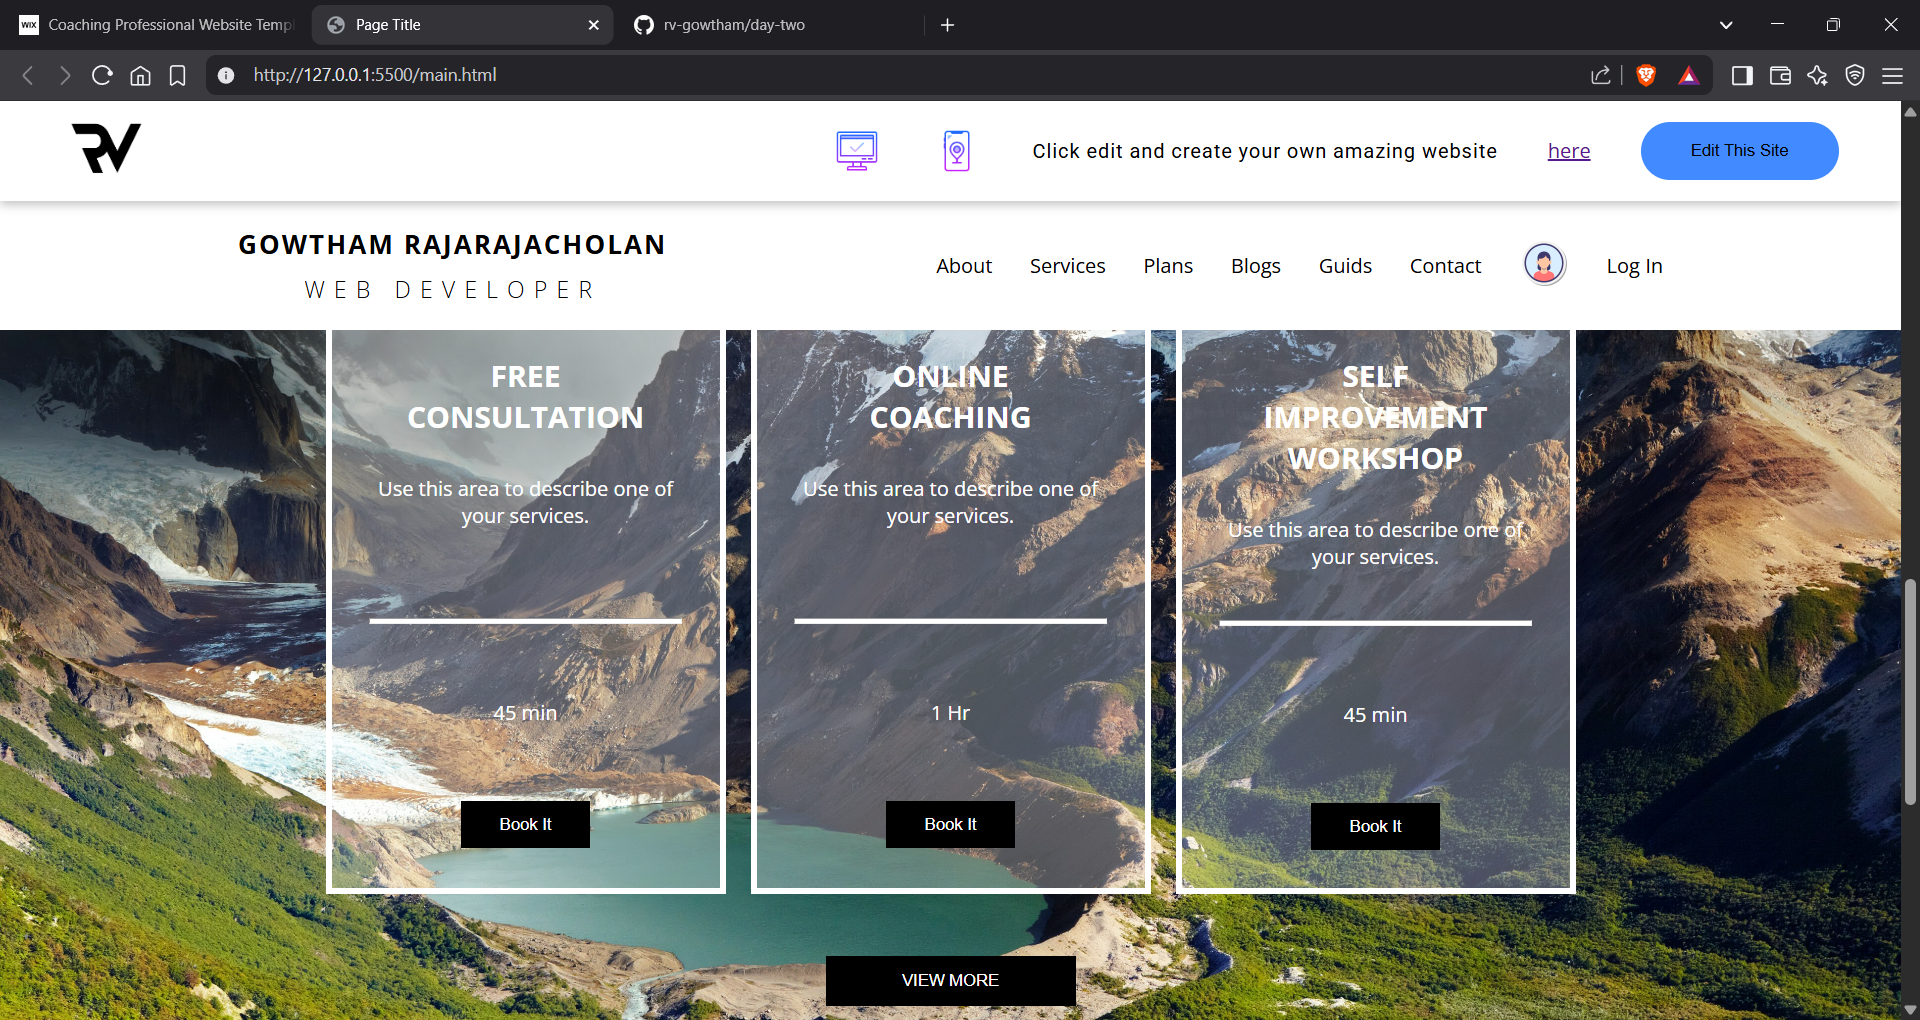 WIX Coaching Professional Website Templ
Page Title
rv-gowtham/day-two
http://127.0.0.1:5500/main.html
RV
Click edit and create your own amazing website here
Edit This Site
GOWTHAM RAJARAJACHOLAN
WEB DEVELOPER
About Services Plans Blogs Guids Contact Log In
FREE
CONSULTATION
Use this area to describe one of
your services.
45 min
Book It
ONLINE
COACHING
Use this area to describe one of
your services.
1 Hr
Book It
SELF
IMPROVEMENT
WORKSHOP
Use this area to describe one of
your services.
45 min
Book It
VIEW MORE